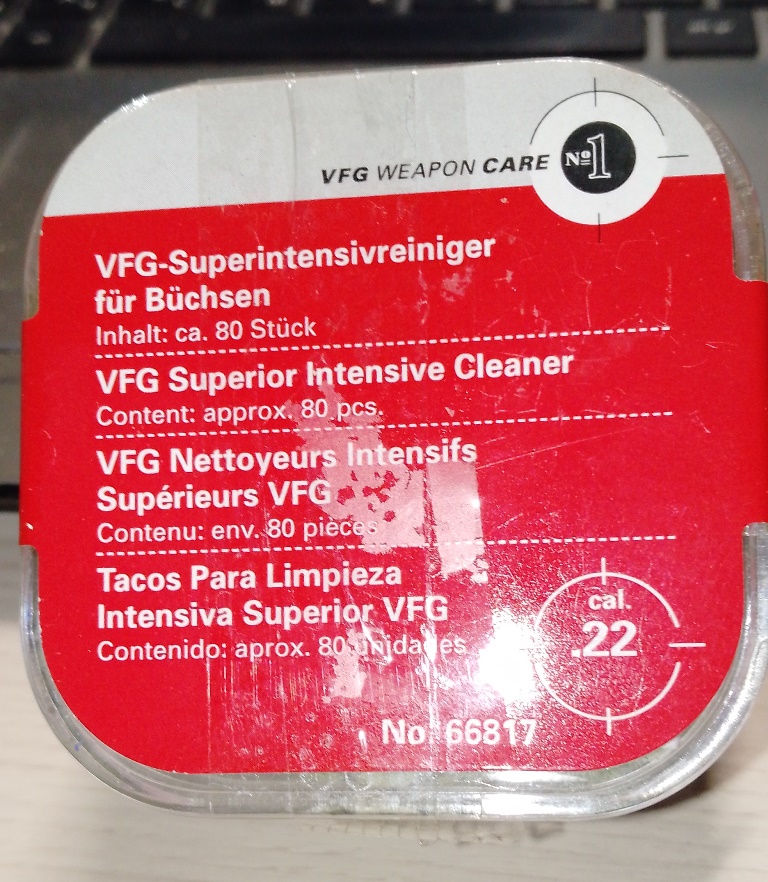 VFG WEAPON CARE Nº1
VFG-Superintensivreiniger
für Büchsen
Inhalt: ca. 80 Stück
VFG Superior Intensive Cleaner
Content: approx. 80 pcs.
VFG Nettoyeurs Intensifs
Supérieurs VFG
Contenu: env. 80 pièces
Tacos Para Limpieza
Intensiva Superior VFG
Contenido: aprox. 80 unidades
cal.
.22
No. 66817